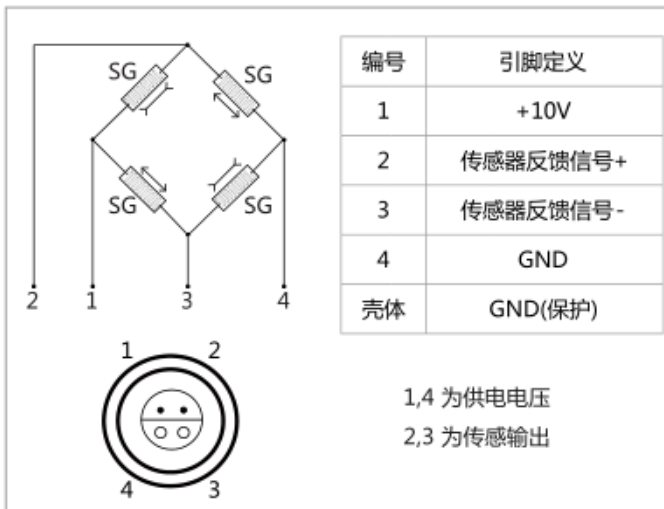 SG
SG
SG
SG
2
1
3
4
编号 引脚定义
1 +10V
2 传感器反馈信号+
3 传感器反馈信号-
4 GND
壳体 GND(保护)
1
2
4
3
1,4 为供电电压
2,3 为传感输出